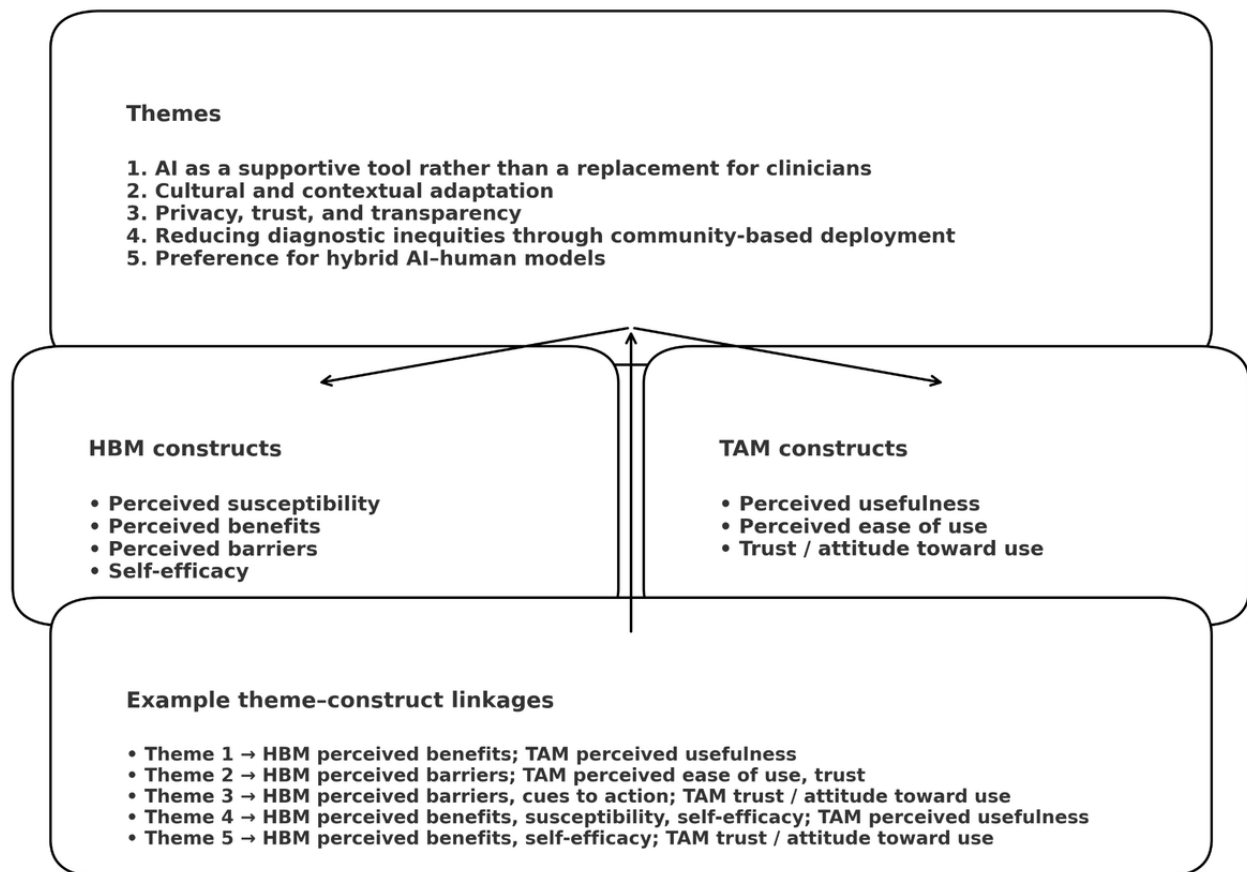 Themes
1. AI as a supportive tool rather than a replacement for clinicians
2. Cultural and contextual adaptation
3. Privacy, trust, and transparency
4. Reducing diagnostic inequities through community-based deployment
5. Preference for hybrid AI–human models
HBM constructs
• Perceived susceptibility
• Perceived benefits
• Perceived barriers
• Self-efficacy
TAM constructs
• Perceived usefulness
• Perceived ease of use
• Trust / attitude toward use
Example theme–construct linkages
• Theme 1 → HBM perceived benefits; TAM perceived usefulness
• Theme 2 → HBM perceived barriers; TAM perceived ease of use, trust
• Theme 3 → HBM perceived barriers, cues to action; TAM trust / attitude toward use
• Theme 4 → HBM perceived benefits, susceptibility, self-efficacy; TAM perceived usefulness
• Theme 5 → HBM perceived benefits, self-efficacy; TAM trust / attitude toward use